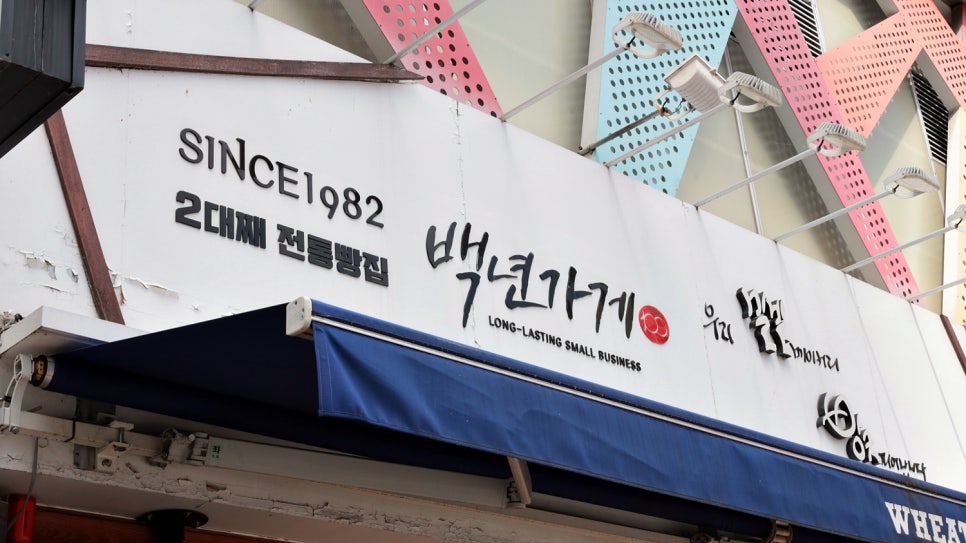 SINCE1982
2대째 전통빵집
백년가게
LONG-LASTING SMALL BUSINESS
우리
WHEAT